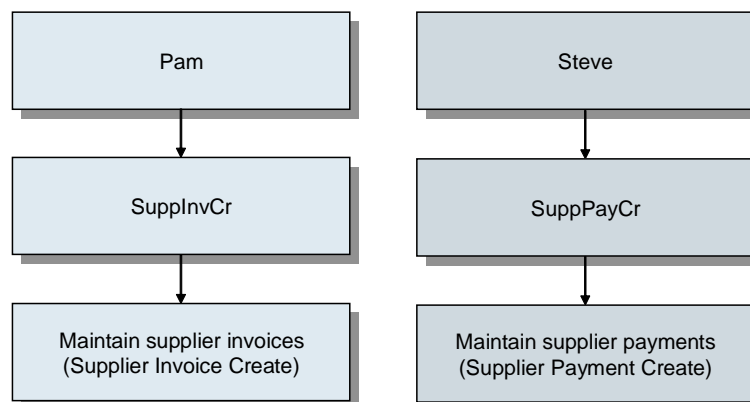 Pam
Steve
SuppInvCr
SuppPayCr
Maintain supplier invoices
(Supplier Invoice Create)
Maintain supplier payments
(Supplier Payment Create)